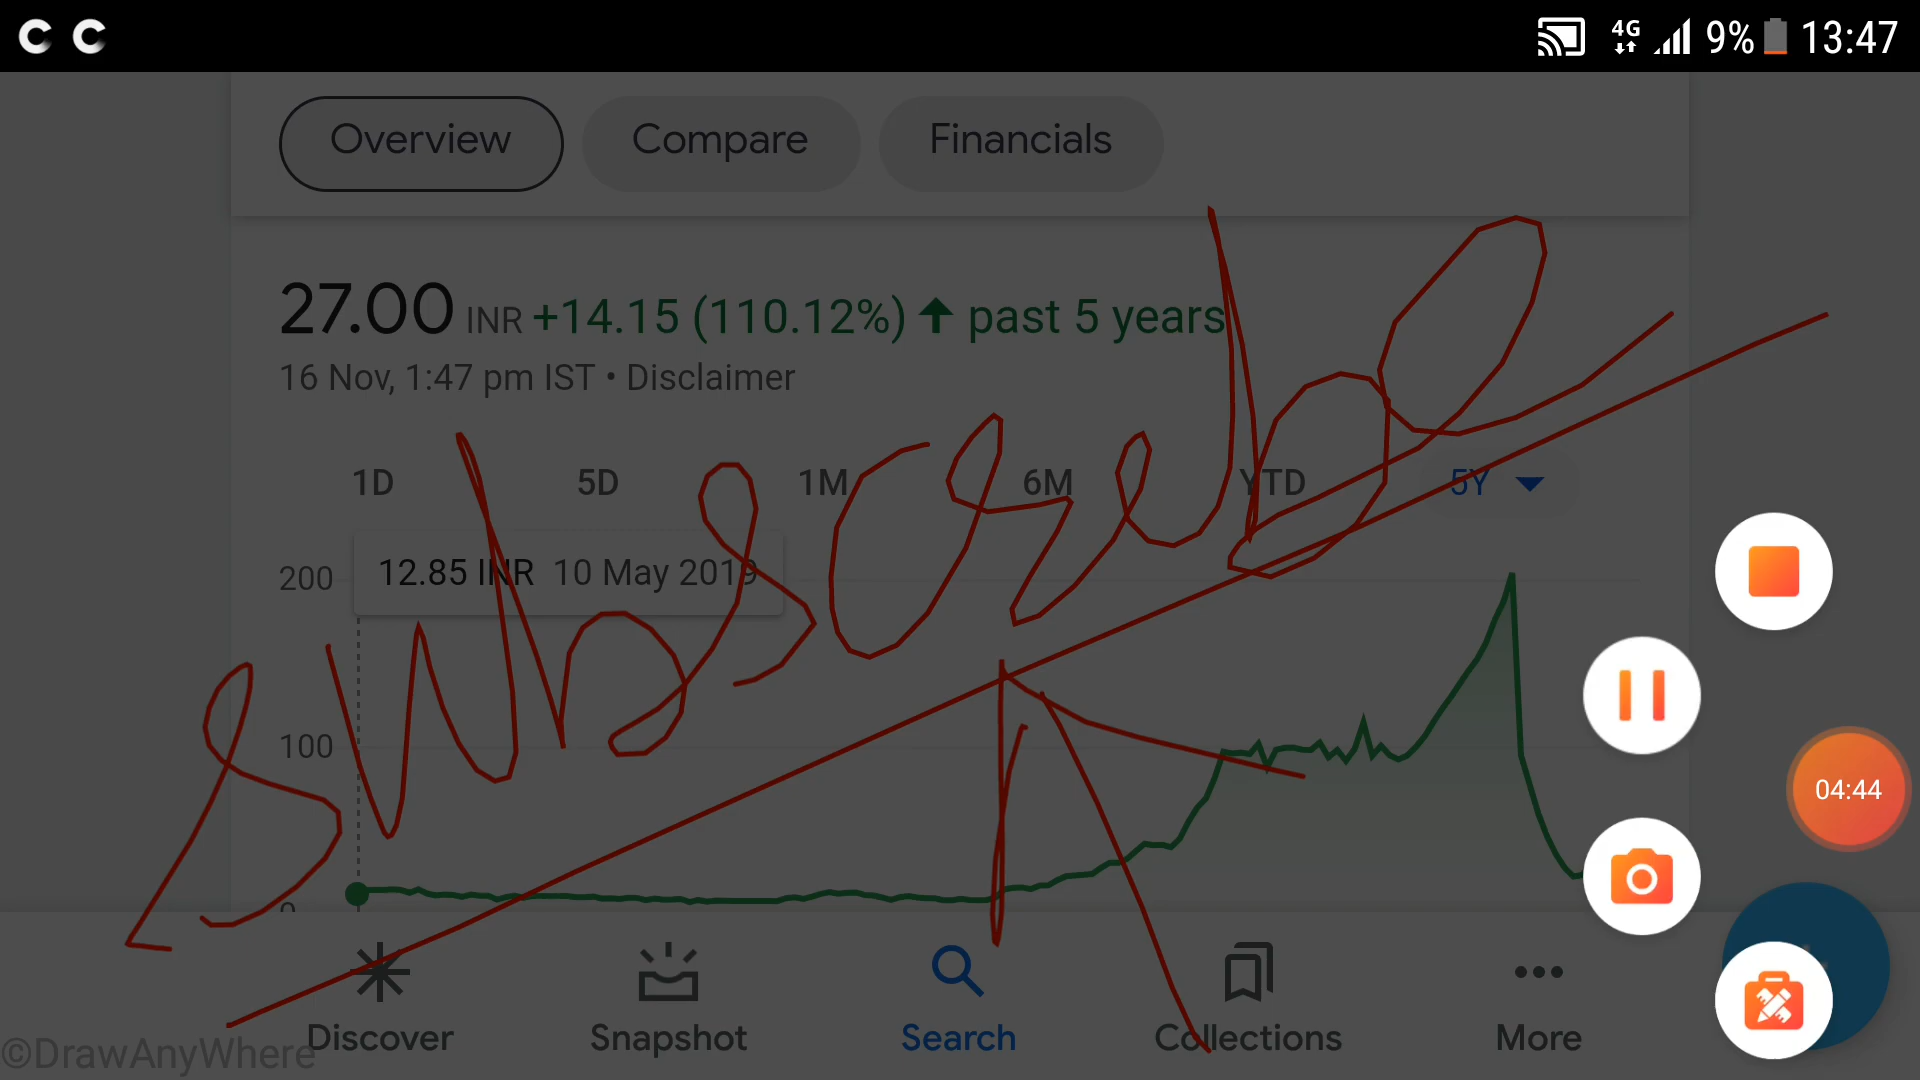 9% 13:47
4G
Overview Compare Financials
27.00 INR +14.15 (110.12%) past 5 years
16 Nov, 1:47 pm IST • Disclaimer
1D 5D 1M 6M YTD 5Y
12.85 INR 10 May 2019
200
100
0
subscribe
04:44
Discover Snapshot Search Collections More
©DrawAnyWhere